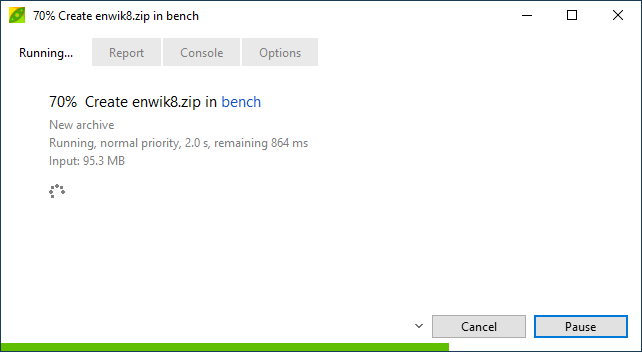 70% Create enwik8.zip in bench
Running... Report Console Options
70% Create enwik8.zip in bench
New archive
Running, normal priority, 2.0 s, remaining 864 ms
Input: 95.3 MB
Cancel Pause